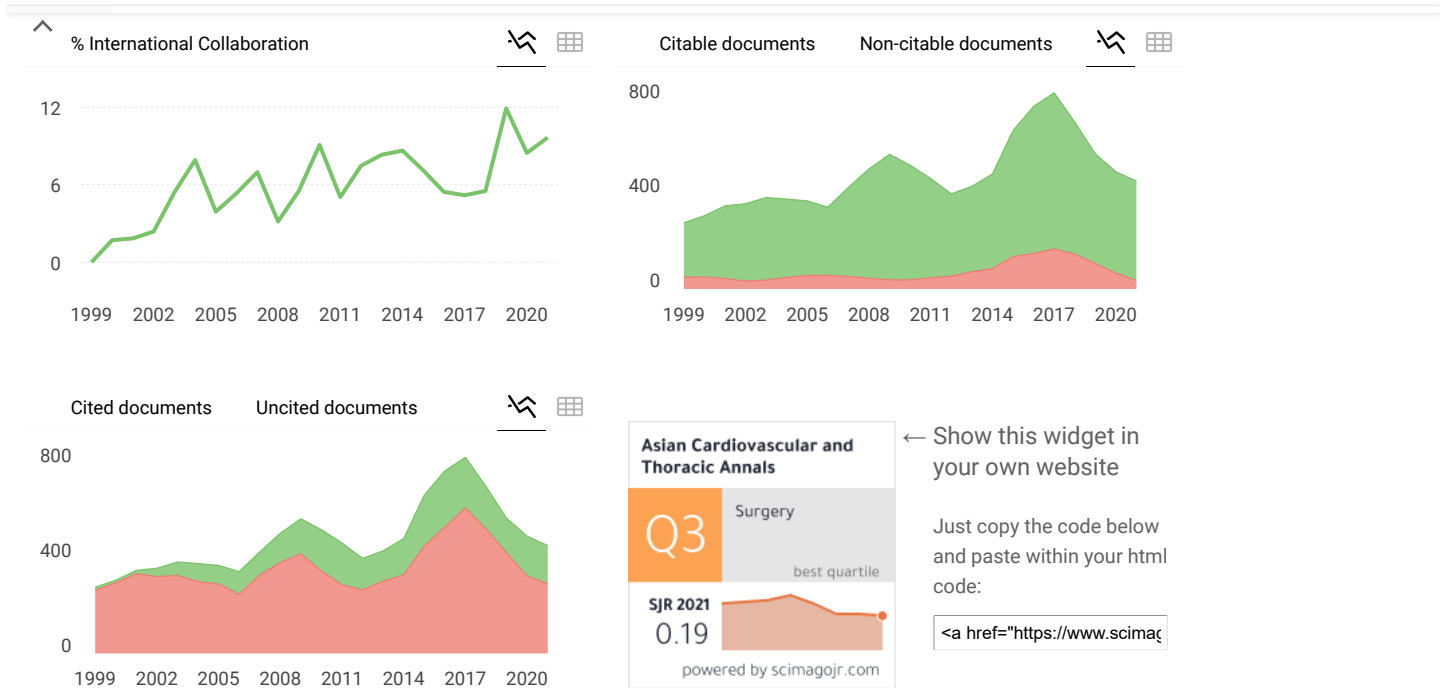 % International Collaboration
12
6
0
1999 2002 2005 2008 2011 2014 2017 2020
Citable documents Non-citable documents
800
400
0
1999 2002 2005 2008 2011 2014 2017 2020
Cited documents Uncited documents
800
400
0
1999 2002 2005 2008 2011 2014 2017 2020
Asian Cardiovascular and
Thoracic Annals
Q3
Surgery
best quartile
SJR 2021
0.19
powered by scimagojr.com
← Show this widget in
your own website
Just copy the code below
and paste within your html
code:
<a href="https://www.scimag